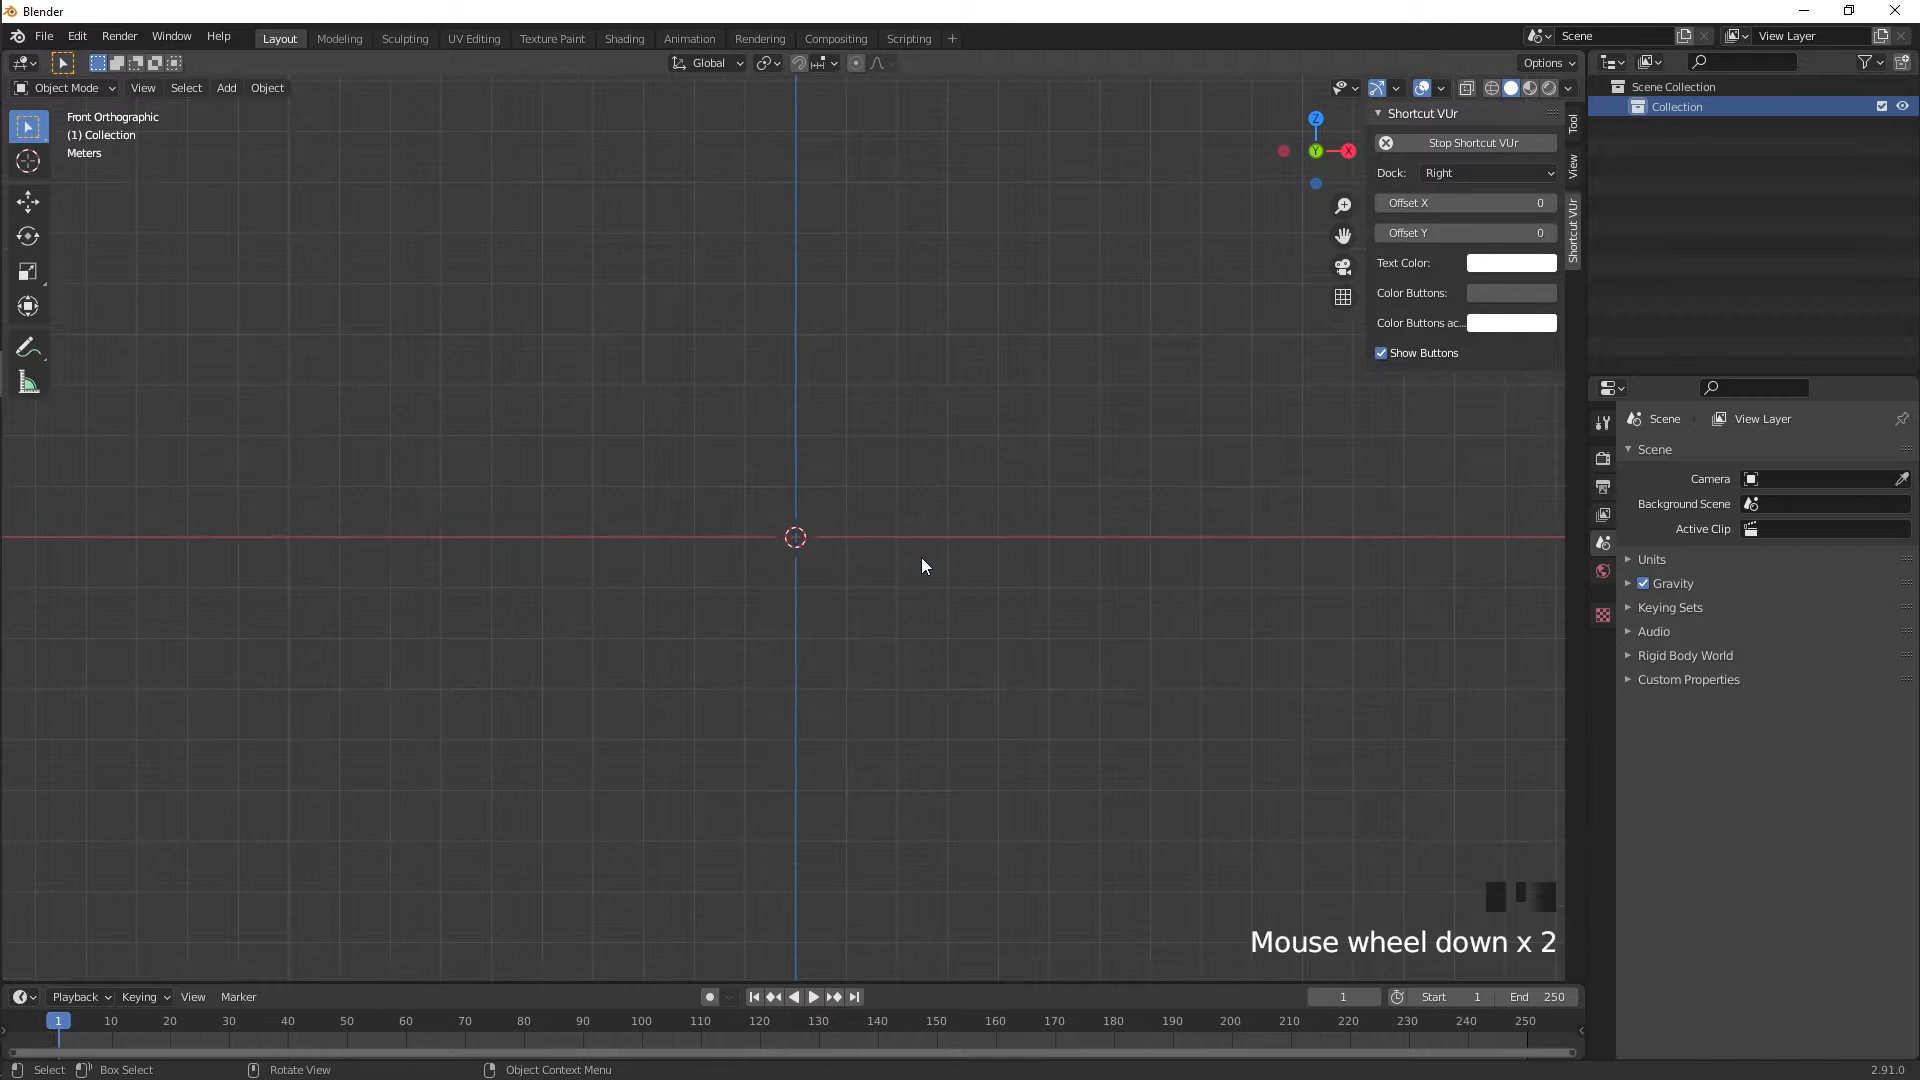 Blender
File Edit Render Window Help Layout Modeling Sculpting UV Editing Texture Paint Shading Animation Rendering Compositing Scripting + Scene View Layer
Global Options
Object Mode View Select Add Object
Front Orthographic
(1) Collection
Meters
Z
Y
X
Shortcut VUr
Stop Shortcut VUr
Dock: Right
Offset X 0
Offset Y 0
Text Color:
Color Buttons:
Color Buttons ac...
Show Buttons
Tool
View
Shortcut VUr
Scene Collection
Collection
Scene View Layer
Scene
Camera
Background Scene
Active Clip
Units
Gravity
Keying Sets
Audio
Rigid Body World
Custom Properties
Mouse wheel down x 2
Playback Keying View Marker 1 Start 1 End 250
1 10 20 30 40 50 60 70 80 90 100 110 120 130 140 150 160 170 180 190 200 210 220 230 240 250
Select Box Select Rotate View Object Context Menu 2.91.0